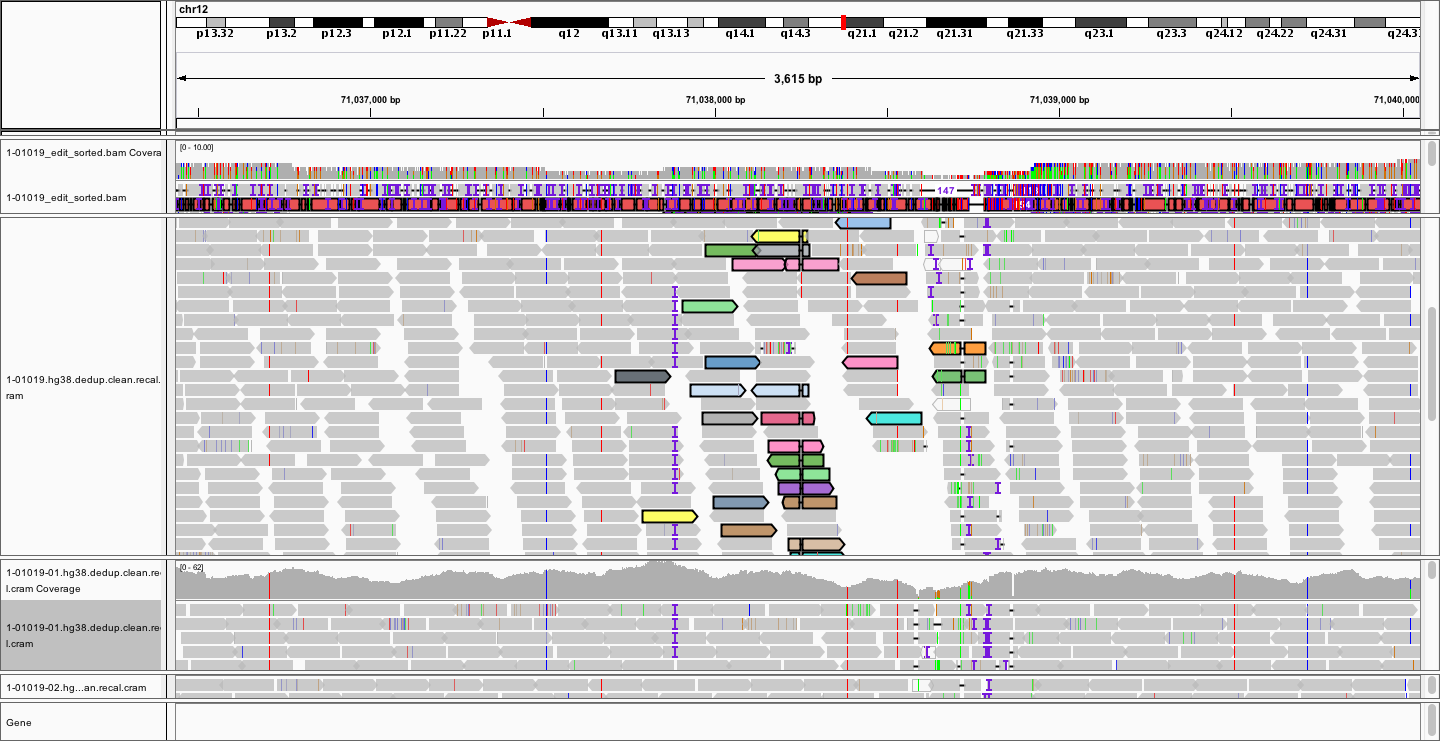 chr12
p13.32 p13.2 p12.3 p12.1 p11.22 p11.1 q12 q13.11 q13.13 q14.1 q14.3 q21.1 q21.2 q21.31 q21.33 q23.1 q23.3 q24.12 q24.22 q24.31 q24.3
3,615 bp
71,037,000 bp 71,038,000 bp 71,039,000 bp 71,040,000
1-01019_edit_sorted.bam Covera
[0 - 10.00]
1-01019_edit_sorted.bam
147
154
1-01019.hg38.dedup.clean.recal.
ram
1-01019-01.hg38.dedup.clean.re
l.cram Coverage
[0 - 62]
1-01019-01.hg38.dedup.clean.re
l.cram
1-01019-02.hg...an.recal.cram
Gene